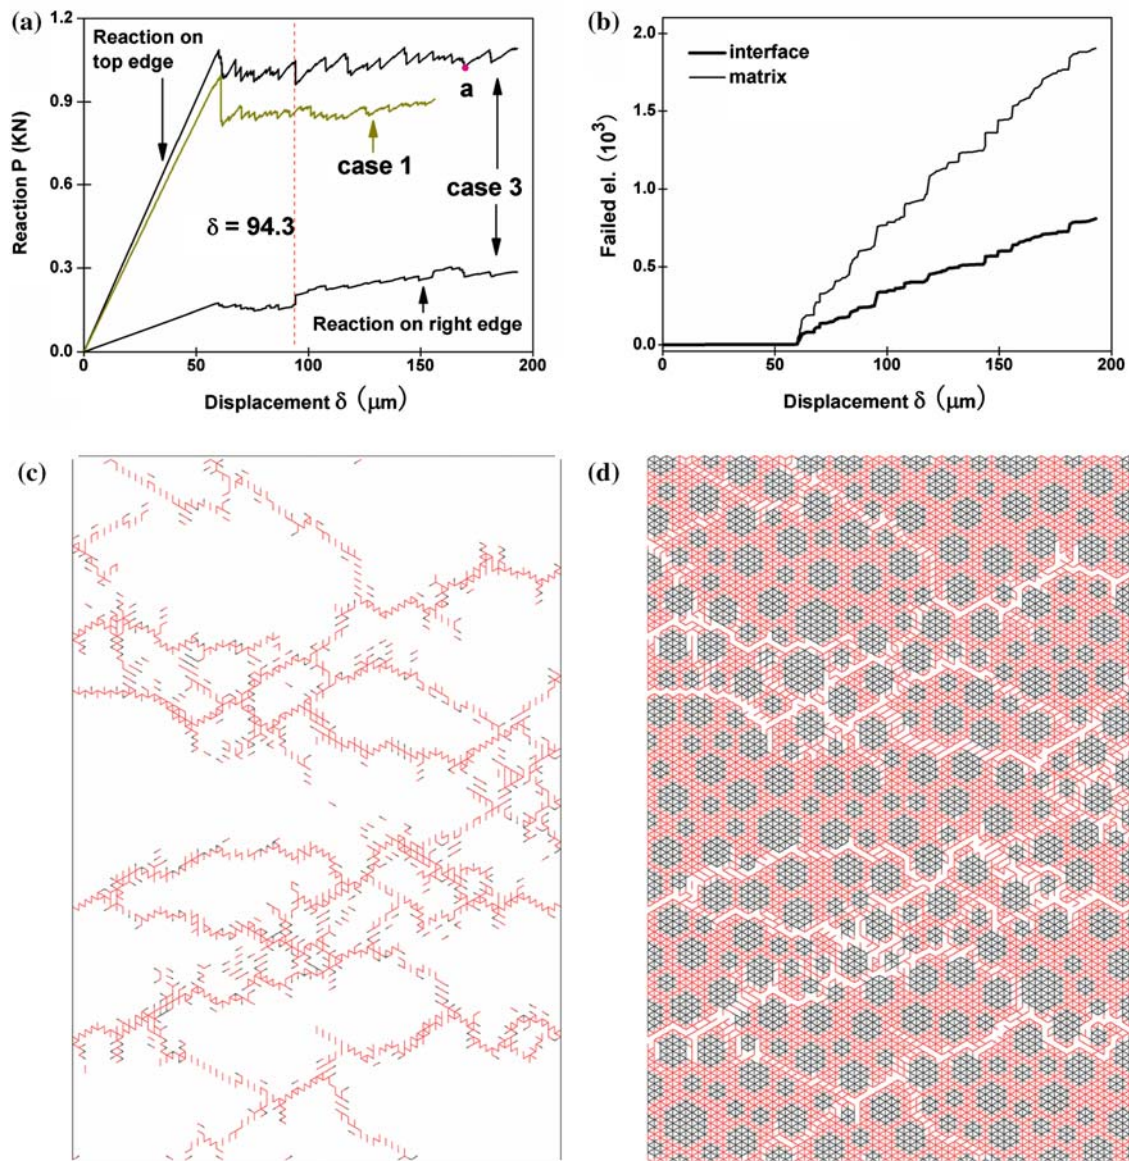 (a)
1.2
0.9
0.6
0.3
0.0
Reaction P (KN)
Reaction on
top edge
a
case 1
case 3
δ = 94.3
Reaction on right edge
0
50
100
150
200
Displacement δ (μm)
(b)
2.0
1.5
1.0
0.5
0.0
Failed el. (10³)
interface
matrix
0
50
100
150
200
Displacement δ (μm)
(c)
(d)